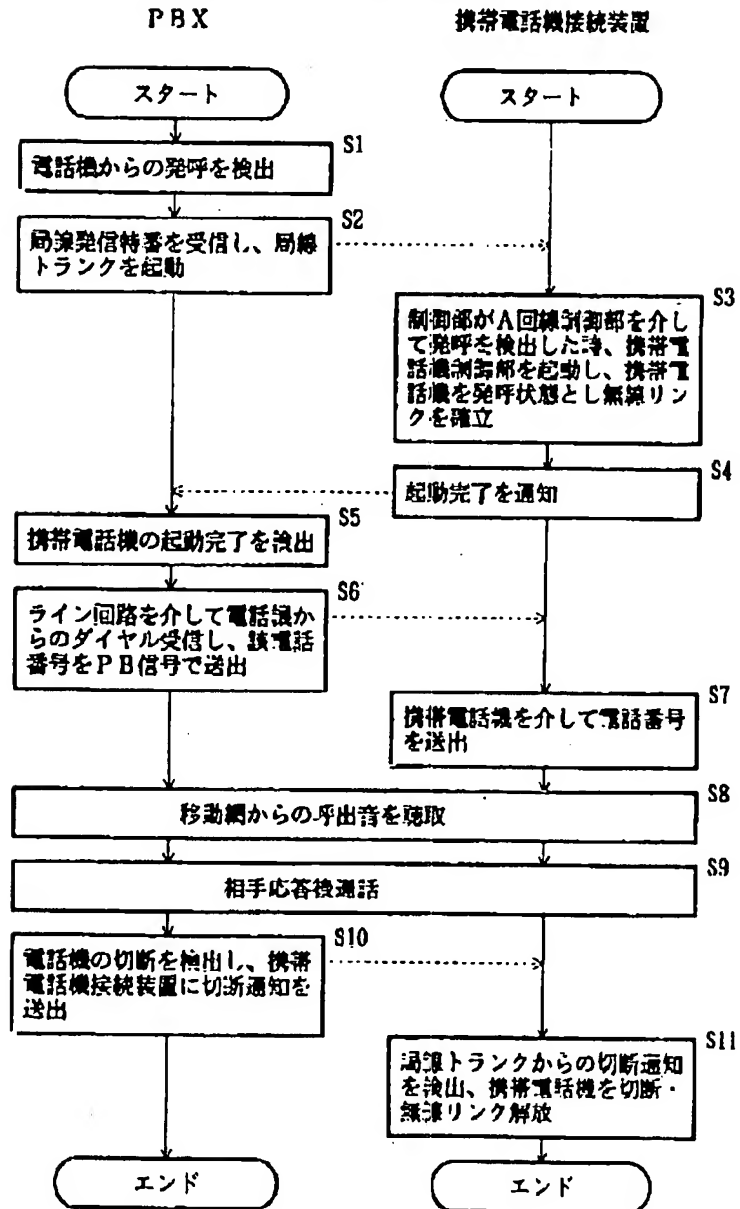 PBX
携帯電話機接続装置
スタート
スタート
S1
電話機からの発呼を検出
S2
局線発信特番を受信し、局線
トランクを起動
S3
制御部がA回線制御部を介し
て発呼を検出した時、携帯電
話機制御部を起動し、携帯電
話機を発呼状態とし無線リン
クを確立
S4
起動完了を通知
S5
携帯電話機の起動完了を検出
S6
ライン回路を介して電話機か
らのダイヤル受信し、該電話
番号をPB信号で送出
S7
携帯電話機を介して電話番号
を送出
S8
移動網からの呼出音を聴取
S9
相手応答後通話
S10
電話機の切断を検出し、携帯
電話機接続装置に切断通知を
送出
S11
局線トランクからの切断通知
を検出、携帯電話機を切断・
無線リンク解放
エンド
エンド